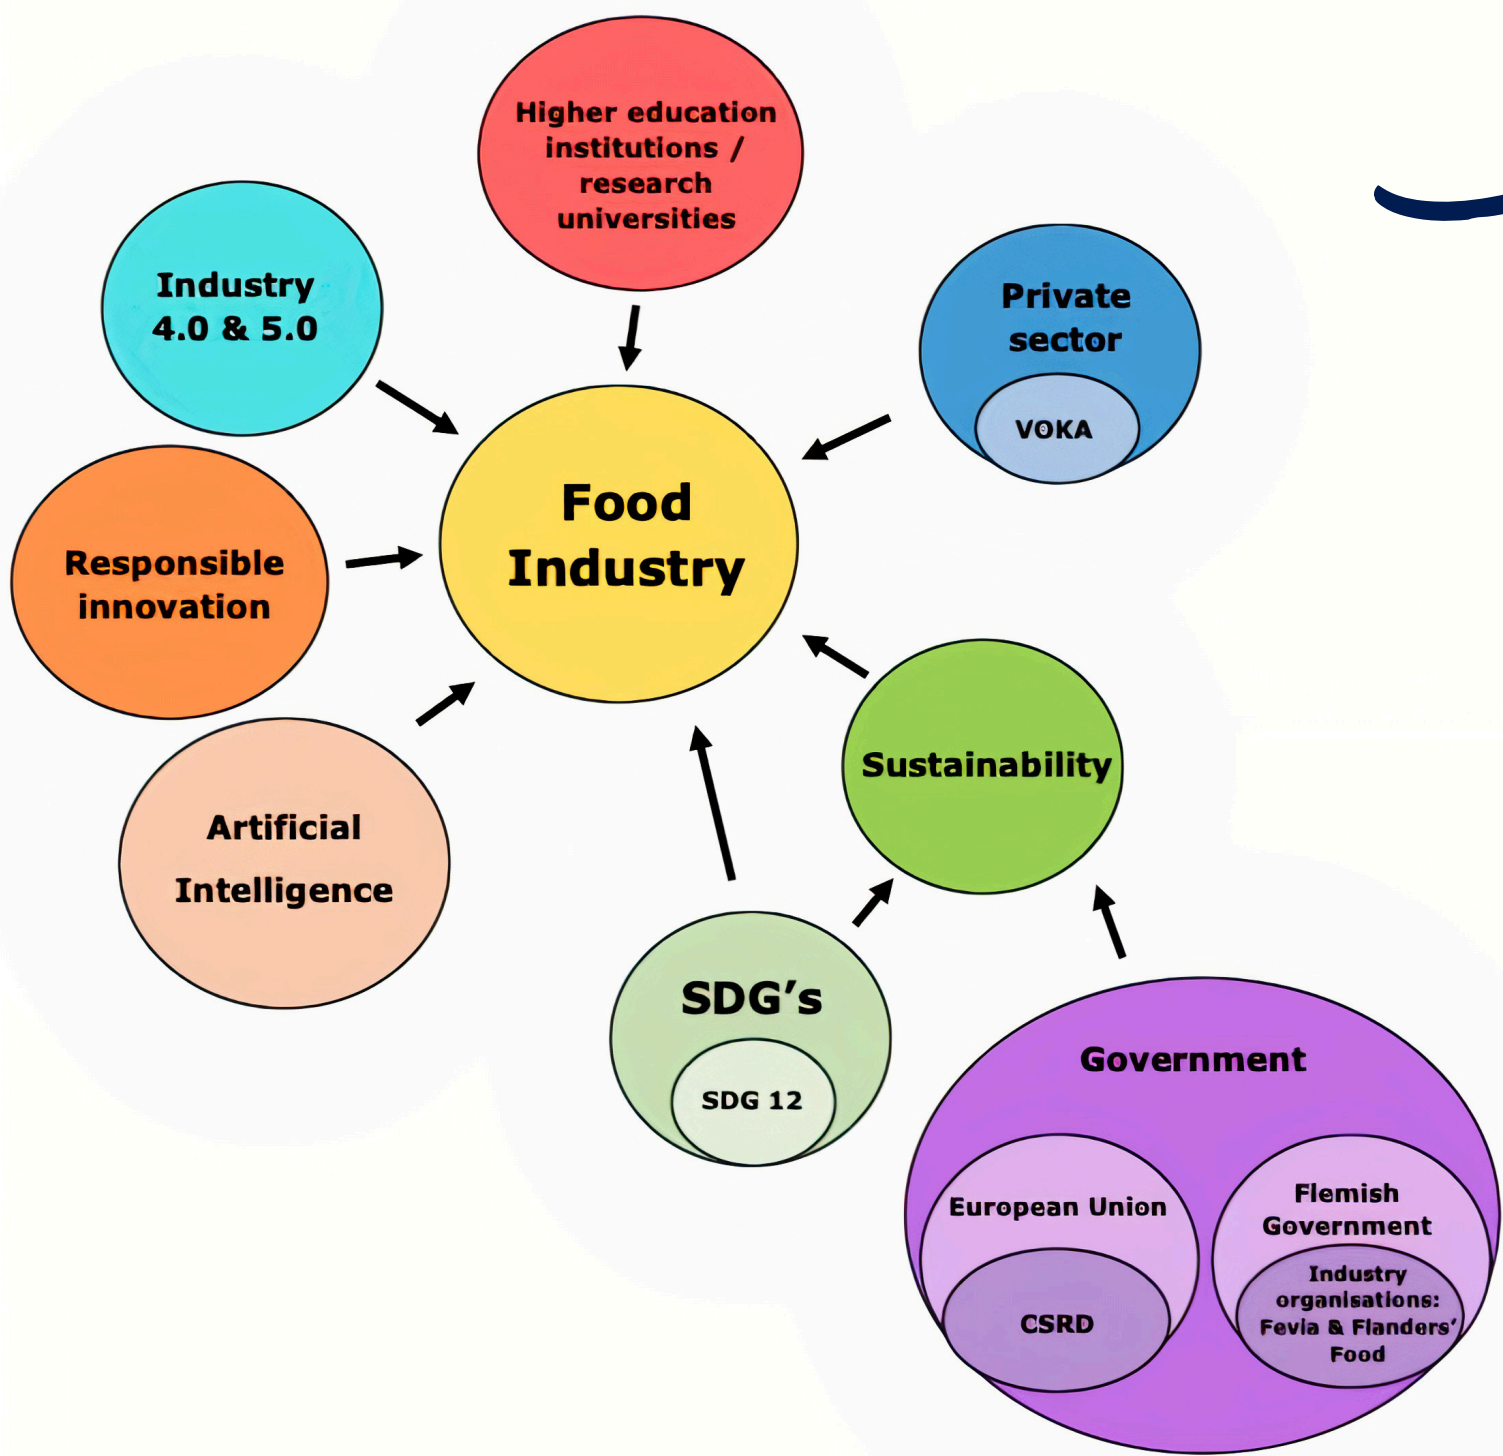 Higher education
institutions /
research
universities
Industry
4.0 & 5.0
Private
sector
VOKA
Food
Industry
Responsible
innovation
Sustainability
Artificial
Intelligence
SDG’s
SDG 12
Government
European Union
CSRD
Flemish
Government
Industry
organisations:
Fevia & Flanders’
Food